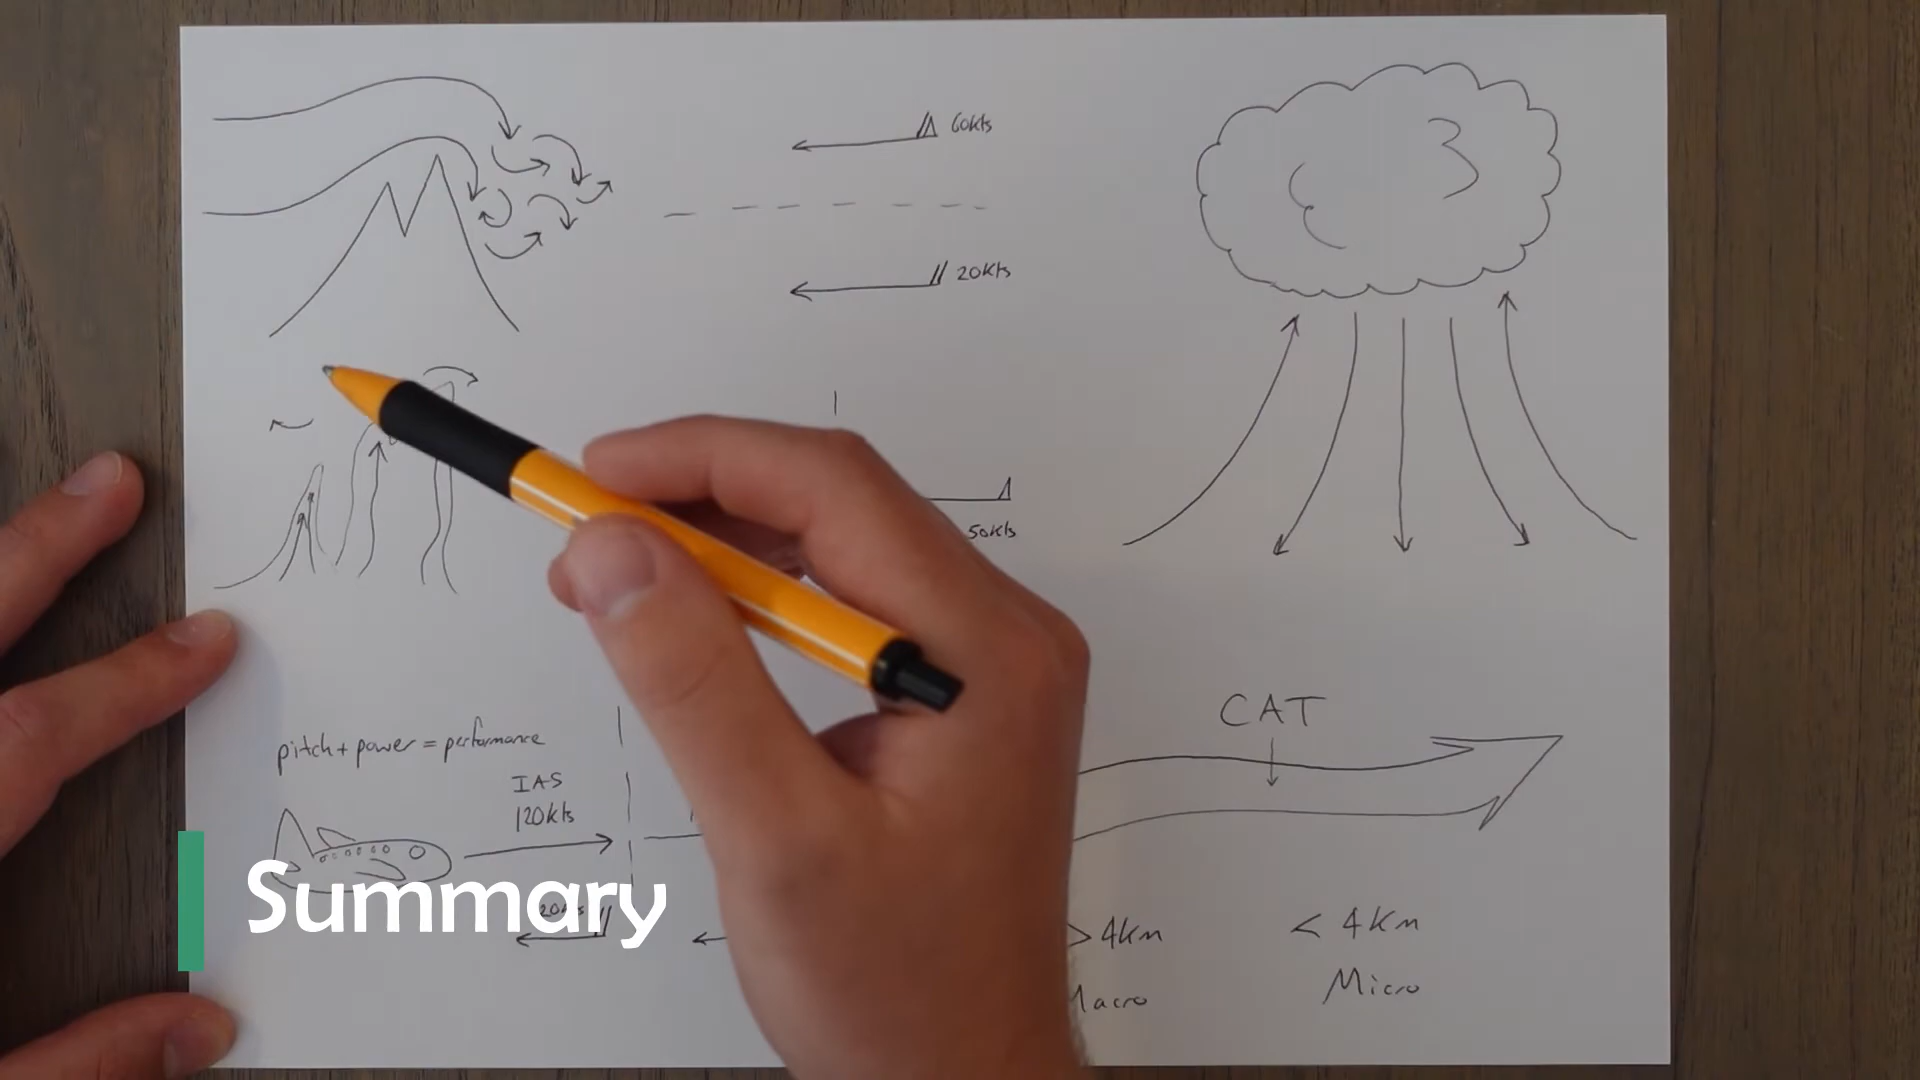 60kts
20kts
50kts
CAT
pitch + power = performance
IAS
120kts
Summary
>4km
< 4km
Macro
Micro